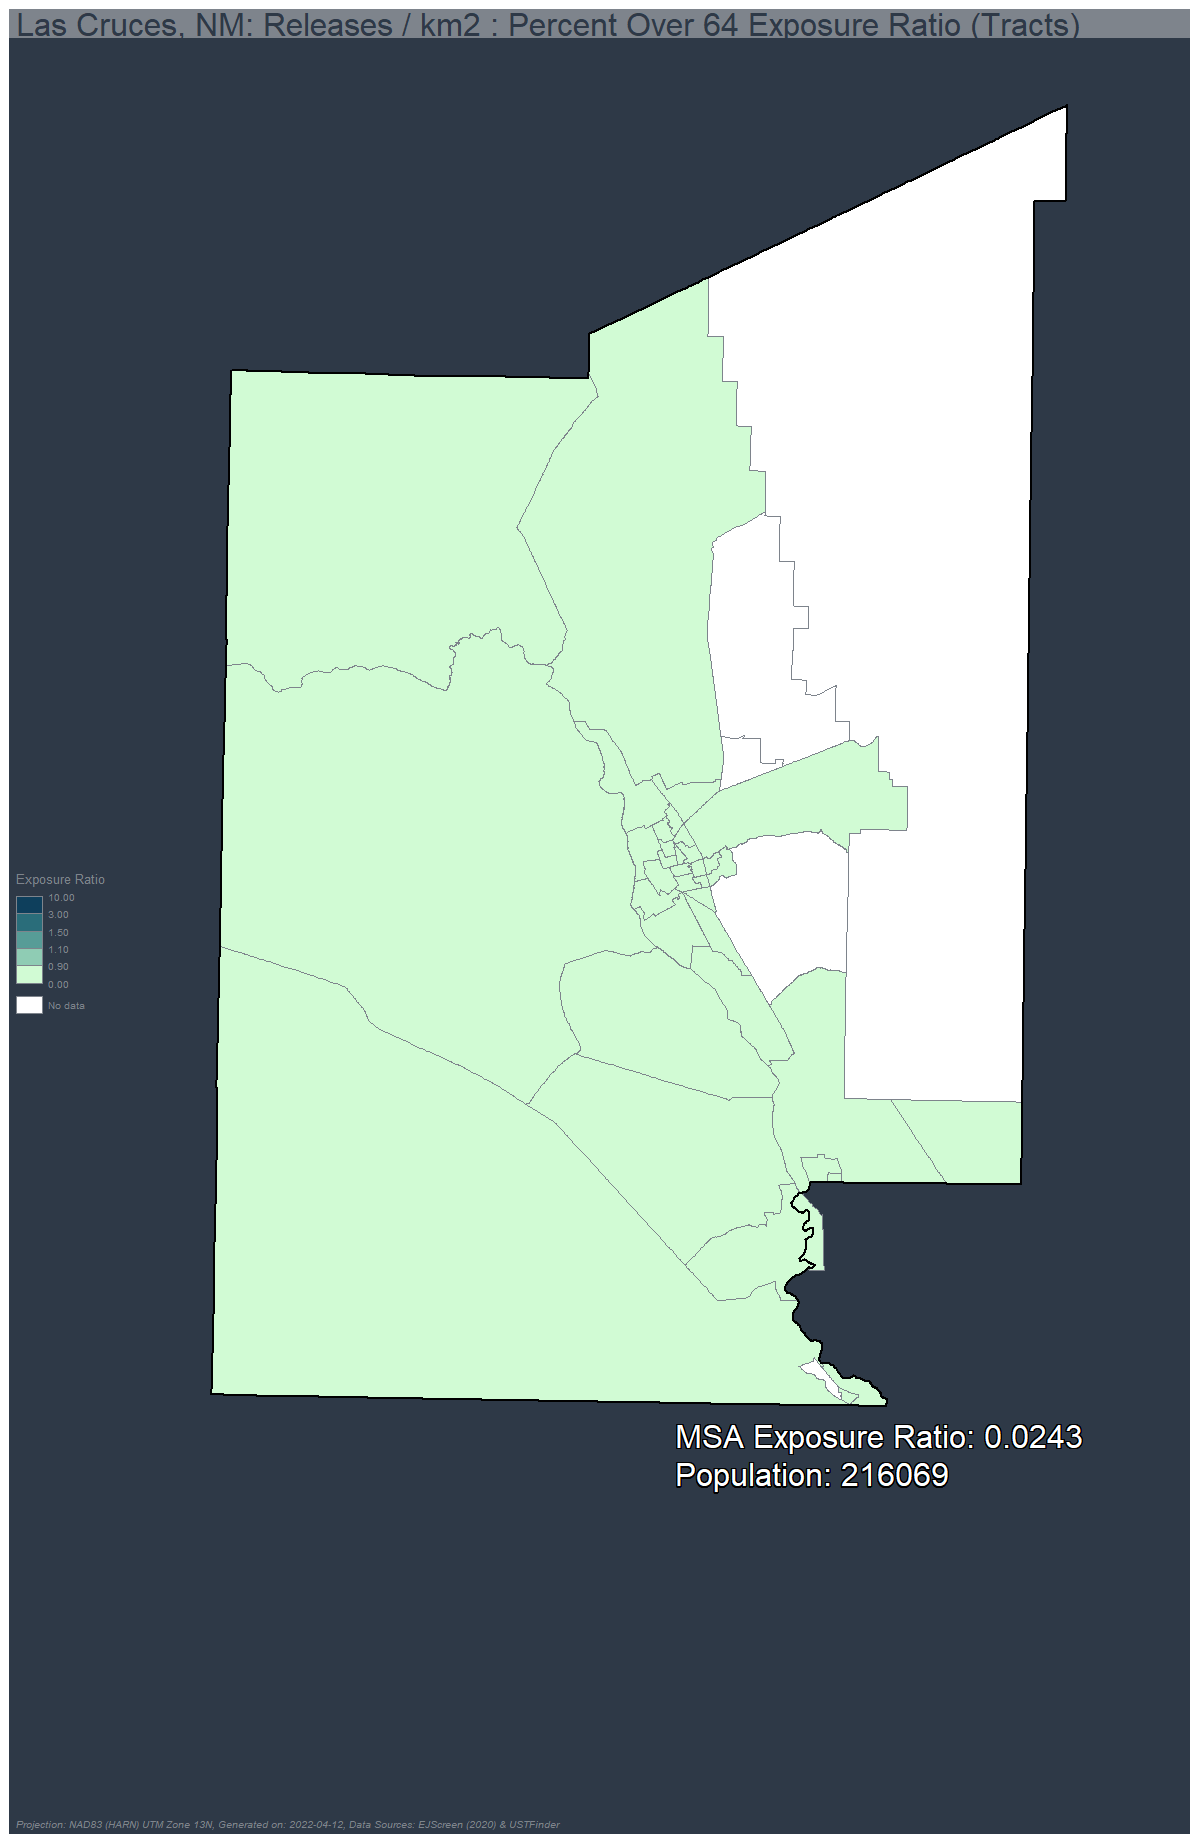 Las Cruces, NM: Releases / km2 : Percent Over 64 Exposure Ratio (Tracts)
Exposure Ratio
10.00
3.00
1.50
1.10
0.90
0.00
No data
MSA Exposure Ratio: 0.0243
Population: 216069
Projection: NAD83 (HARN) UTM Zone 13N, Generated on: 2022-04-12, Data Sources: EJScreen (2020) & USTFinder